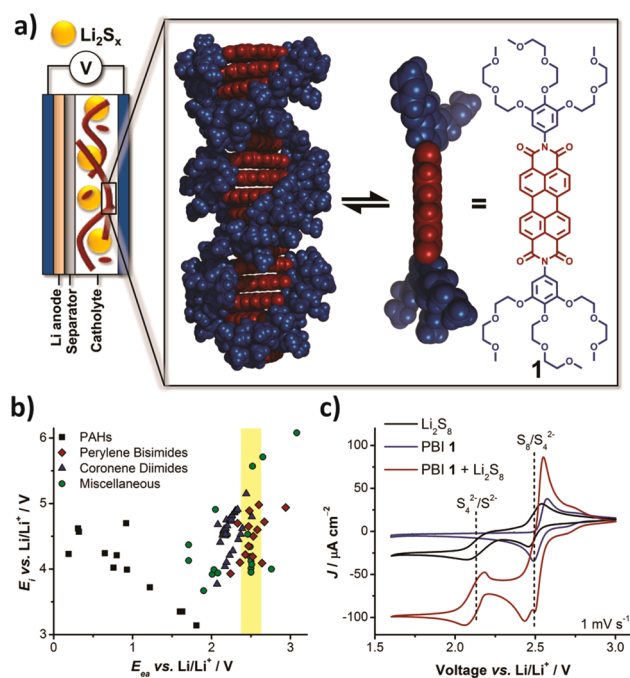 a)
Li₂Sₓ
V
Li anode
Separator
Catholyte
=
O
O
O
O
O
O
MeO
OMe
O
N
O
O
N
O
1
b)
PAHs
Perylene Bisimides
Coronene Diimides
Miscellaneous
6
5
4
3
Eᵢ vs. Li/Li⁺ / V
0
1
2
3
Eₑₐ vs. Li/Li⁺ / V
c)
Li₂S₈
PBI 1
PBI 1 + Li₂S₈
S₈/S₄²⁻
S₄²⁻/S²⁻
100
50
0
-50
-100
J / µA cm⁻²
1 mV s⁻¹
1.5
2.0
2.5
3.0
Voltage vs. Li/Li⁺ / V